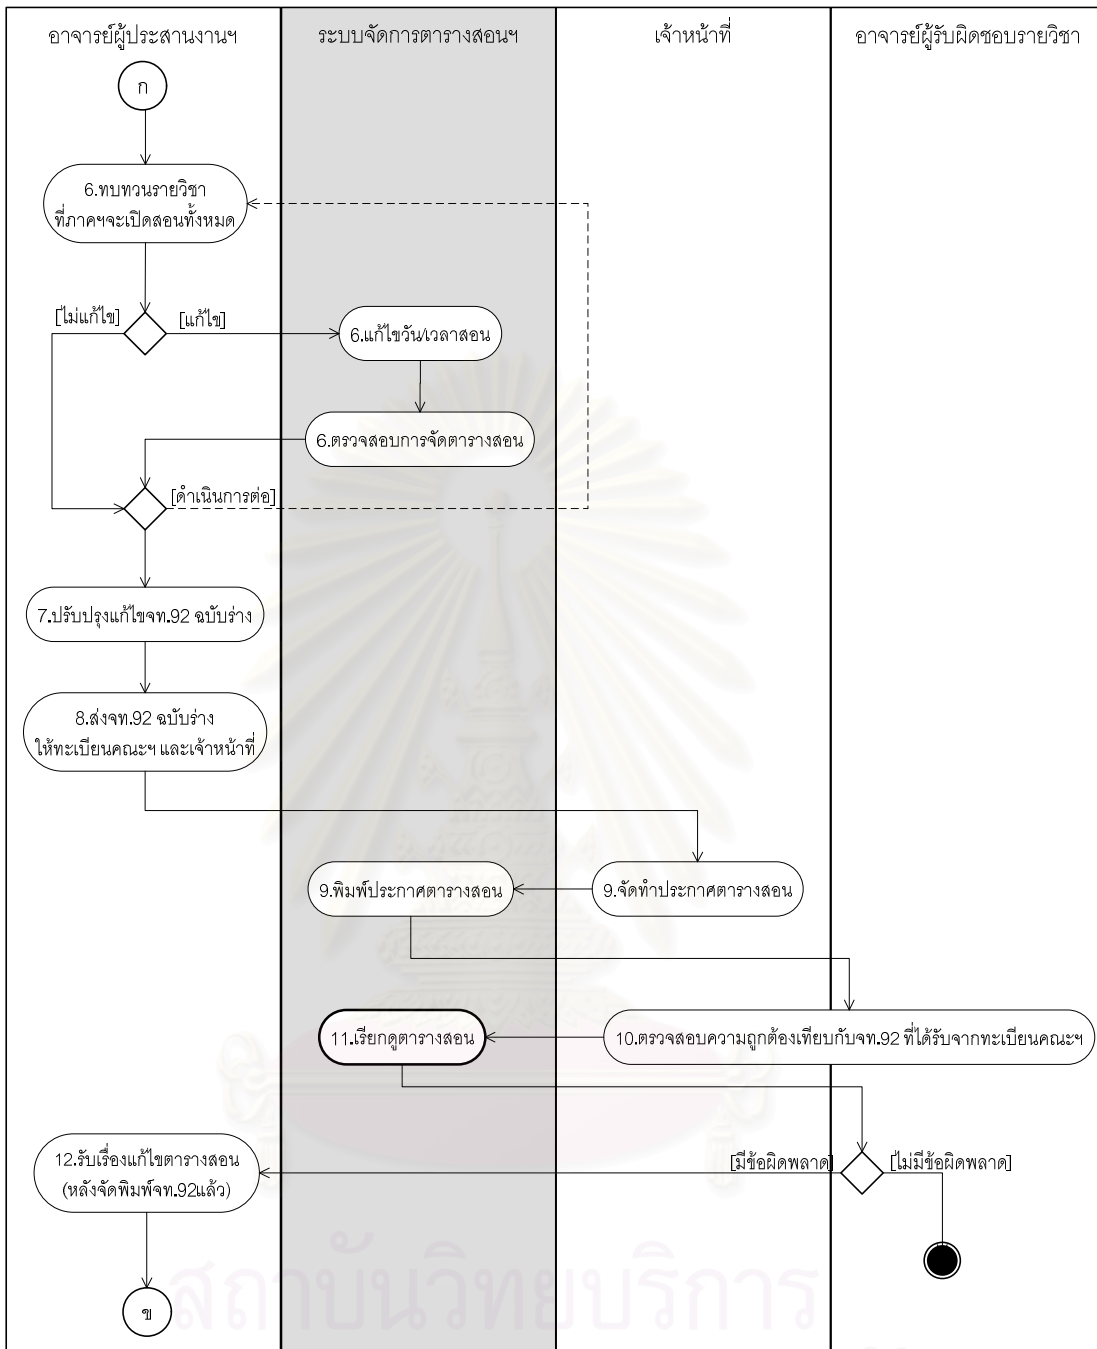 อาจารย์ผู้ประสานงานฯ
ระบบจัดการตารางสอนฯ
เจ้าหน้าที่
อาจารย์ผู้รับผิดชอบรายวิชา
ก
6.ทบทวนรายวิชา
ที่ภาคฯจะเปิดสอนทั้งหมด
[ไม่แก้ไข]
[แก้ไข]
6.แก้ไขวัน/เวลาสอน
6.ตรวจสอบการจัดตารางสอน
[ดำเนินการต่อ]
7.ปรับปรุงแก้ไขจท.92 ฉบับร่าง
8.ส่งจท.92 ฉบับร่าง
ให้ทะเบียนคณะฯ และเจ้าหน้าที่
9.พิมพ์ประกาศตารางสอน
9.จัดทำประกาศตารางสอน
11.เรียกดูตารางสอน
10.ตรวจสอบความถูกต้องเทียบกับจท.92 ที่ได้รับจากทะเบียนคณะฯ
12.รับเรื่องแก้ไขตารางสอน
(หลังจัดพิมพ์จท.92แล้ว)
[มีข้อผิดพลาด]
[ไม่มีข้อผิดพลาด]
ข
สถาบันวิทยบริการ